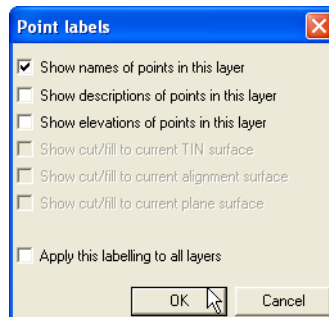 Point labels
Show names of points in this layer
Show descriptions of points in this layer
Show elevations of points in this layer
Show cut/fill to current TIN surface
Show cut/fill to current alignment surface
Show cut/fill to current plane surface
Apply this labelling to all layers
OK Cancel